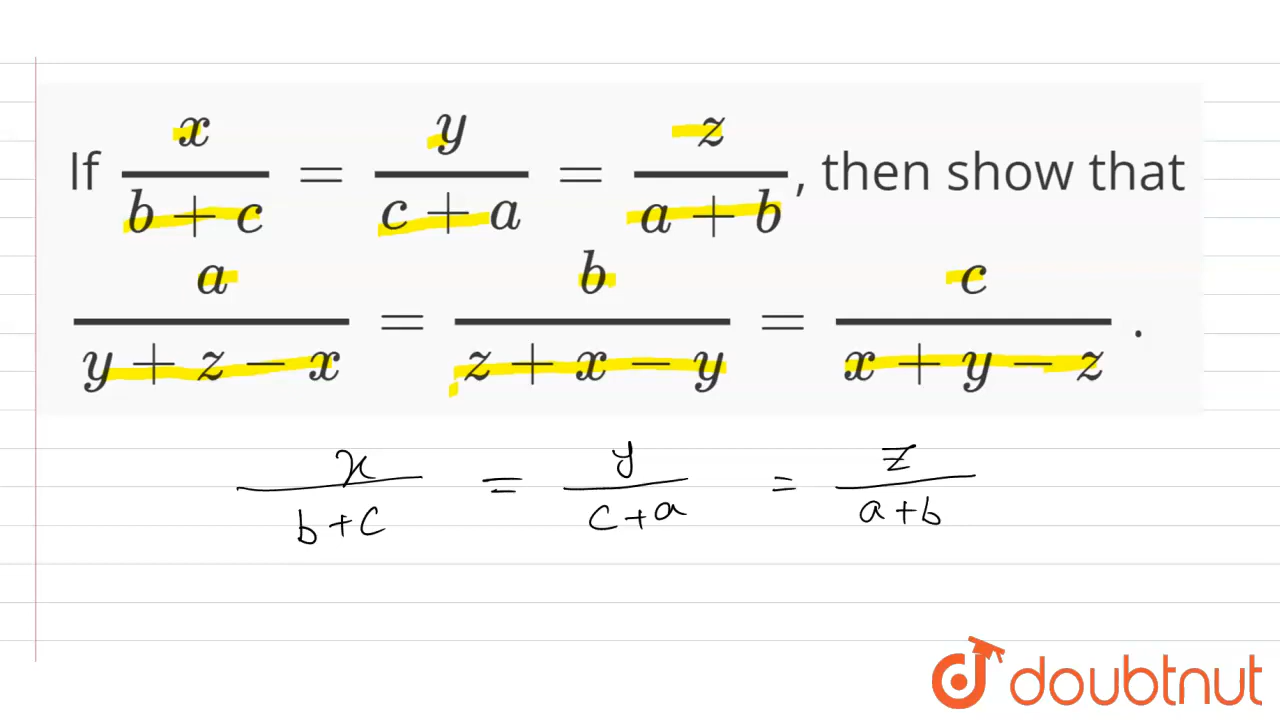 If x/(b + c) = y/(c + a) = z/(a + b), then show that
a/(y + z − x) = b/(z + x − y) = c/(x + y − z) .
x/(b+c) = y/(c+a) = z/(a+b)
doubtnut